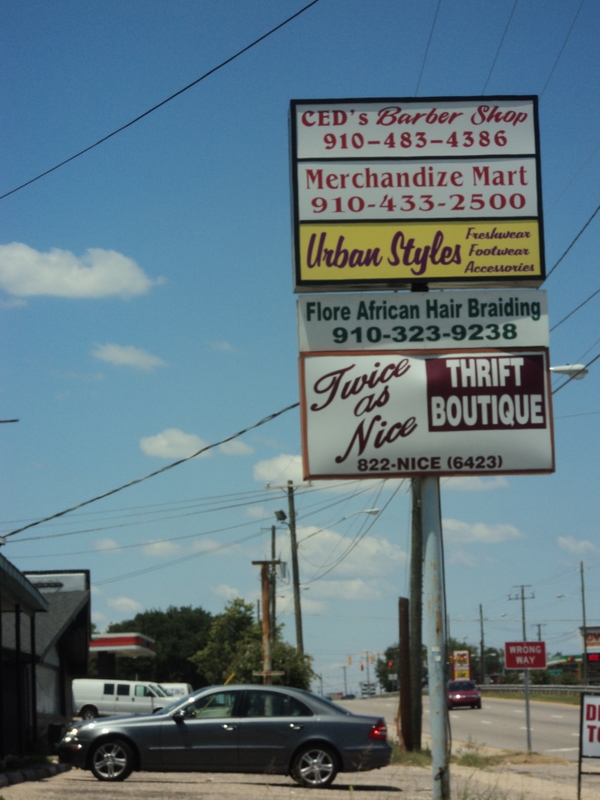 CED's Barber Shop
910-483-4386
Merchandize Mart
910-433-2500
Urban Styles
Freshwear
Footwear
Accessories
Flore African Hair Braiding
910-323-9238
Twice
as
Nice
THRIFT
BOUTIQUE
822-NICE (6423)
WRONG
WAY